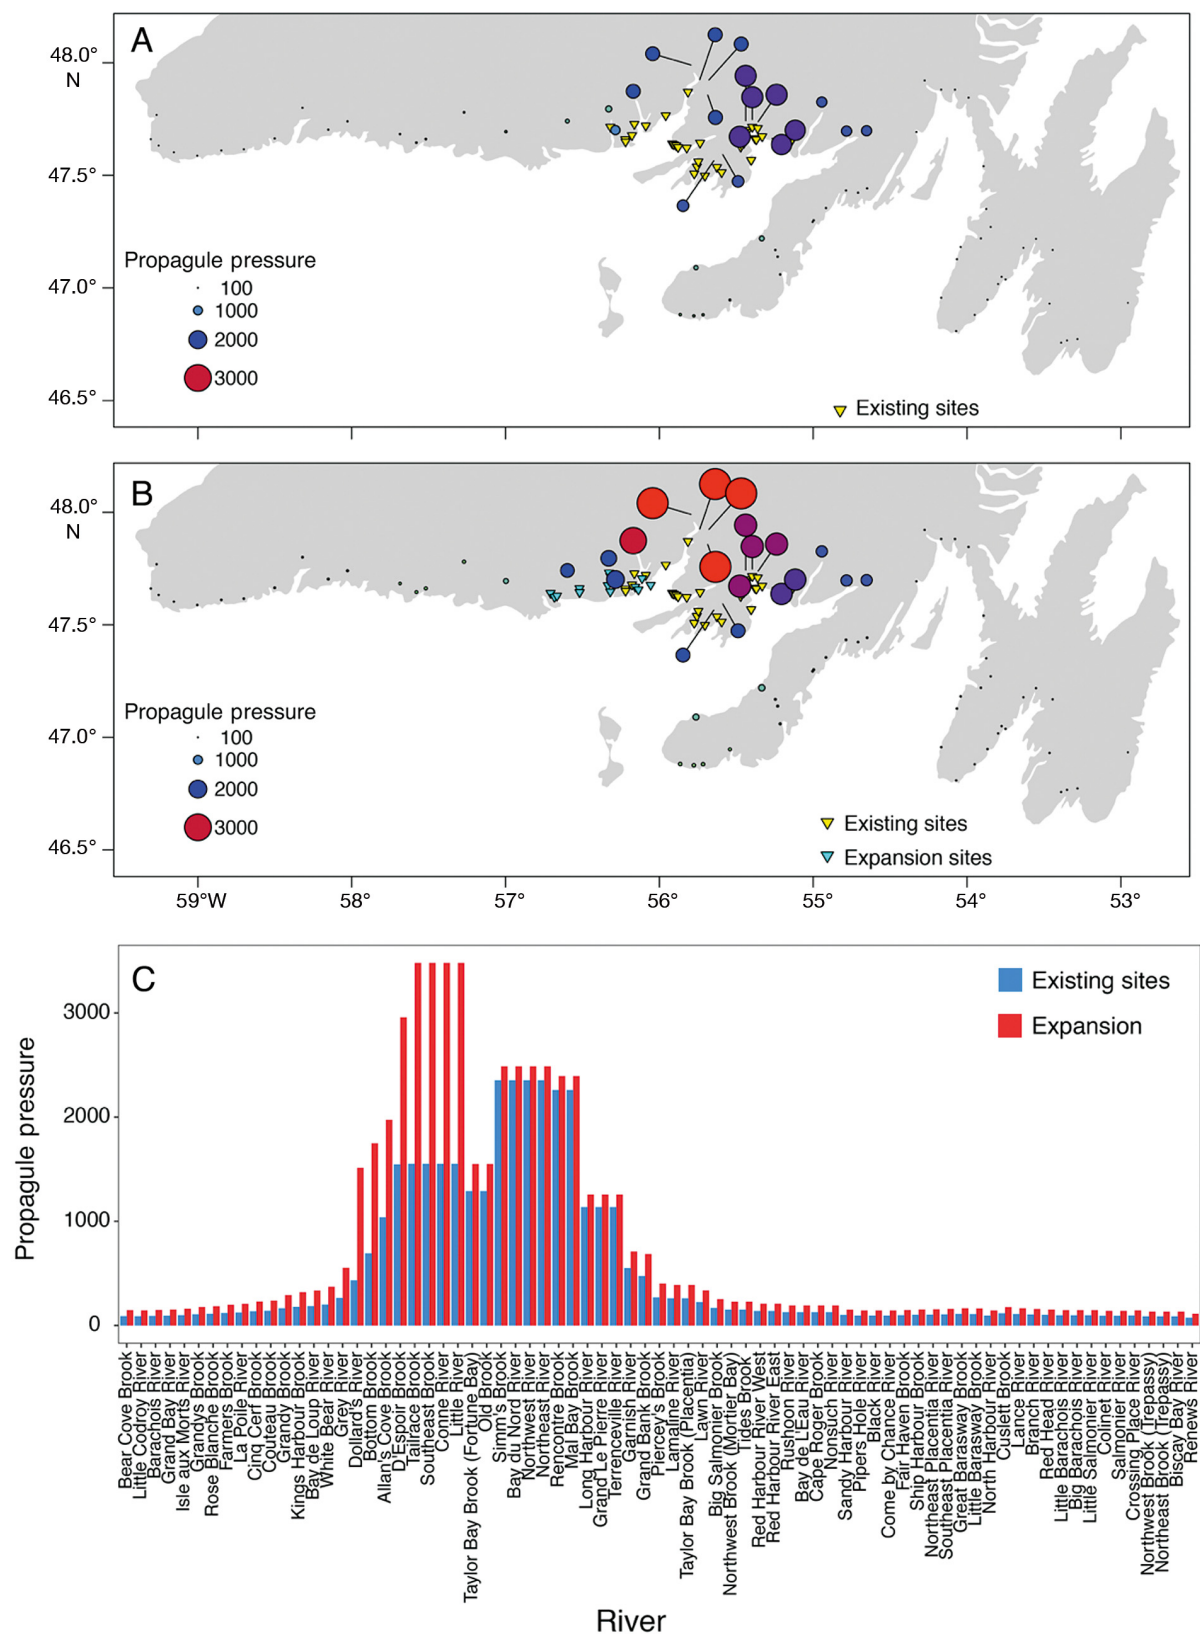 A
48.0°
N
47.5°
47.0°
46.5°
Propagule pressure
100
1000
2000
3000
Existing sites
B
48.0°
N
47.5°
47.0°
46.5°
Propagule pressure
100
1000
2000
3000
Existing sites
Expansion sites
59°W
58°
57°
56°
55°
54°
53°
C
Existing sites
Expansion
Propagule pressure
3000
2000
1000
0
Bear Cove Brook
Little Codroy River
Barachois River
Grand Bay River
Isle aux Morts River
Grandys Brook
Rose Blanche Brook
Farmers Brook
La Poile River
Cinq Cerf Brook
Couteau Brook
Grandy Brook
Kings Harbour Brook
Bay de Loup River
White Bear River
Grey River
Dollard's River
Bottom Brook
Allan's Cove Brook
D'Espoir Brook
Tailrace Brook
Southeast Brook
Conne River
Little River
Taylor Bay Brook (Fortune Bay)
Old Brook
Simm's Brook
Bay du Nord River
Northwest River
Northeast River
Rencontre Brook
Mal Bay Brook
Long Harbour River
Grand Le Pierre River
Terrenceville River
Garnish River
Grand Bank Brook
Piercey's Brook
Lamaline River
Taylor Bay Brook (Placentia)
Lawn River
Big Salmonier Brook
Northwest Brook (Mortier Bay)
Tides Brook
Red Harbour River West
Red Harbour River East
Rushoon River
Bay de L'Eau River
Cape Roger Brook
Nonsuch River
Sandy Harbour River
Pipers Hole River
Black River
Come by Chance River
Fair Haven Brook
Ship Harbour Brook
Northeast Placentia River
Southeast Placentia River
Great Barasway Brook
Little Barasway Brook
North Harbour River
Cuslett Brook
Lance River
Branch River
Red Head River
Little Barachois River
Big Barachois River
Little Salmonier River
Colinet River
Salmonier River
Crossing Place River
Northwest Brook (Trepassy)
Northeast Brook (Trepassy)
Biscay Bay River
Renews River
River